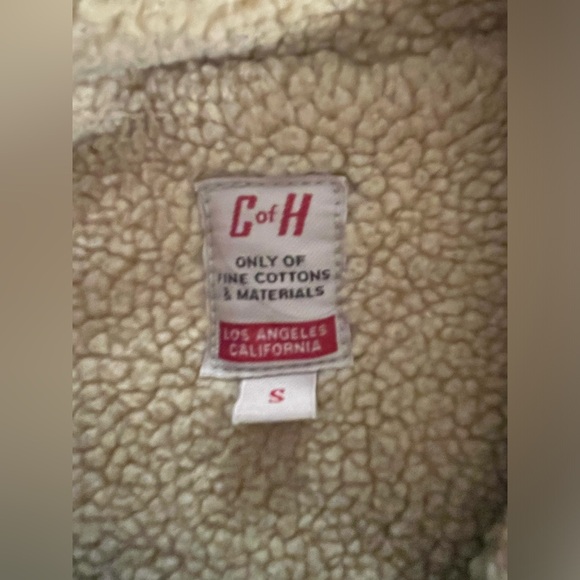 C of H
ONLY OF
FINE COTTONS
& MATERIALS
LOS ANGELES
CALIFORNIA
S